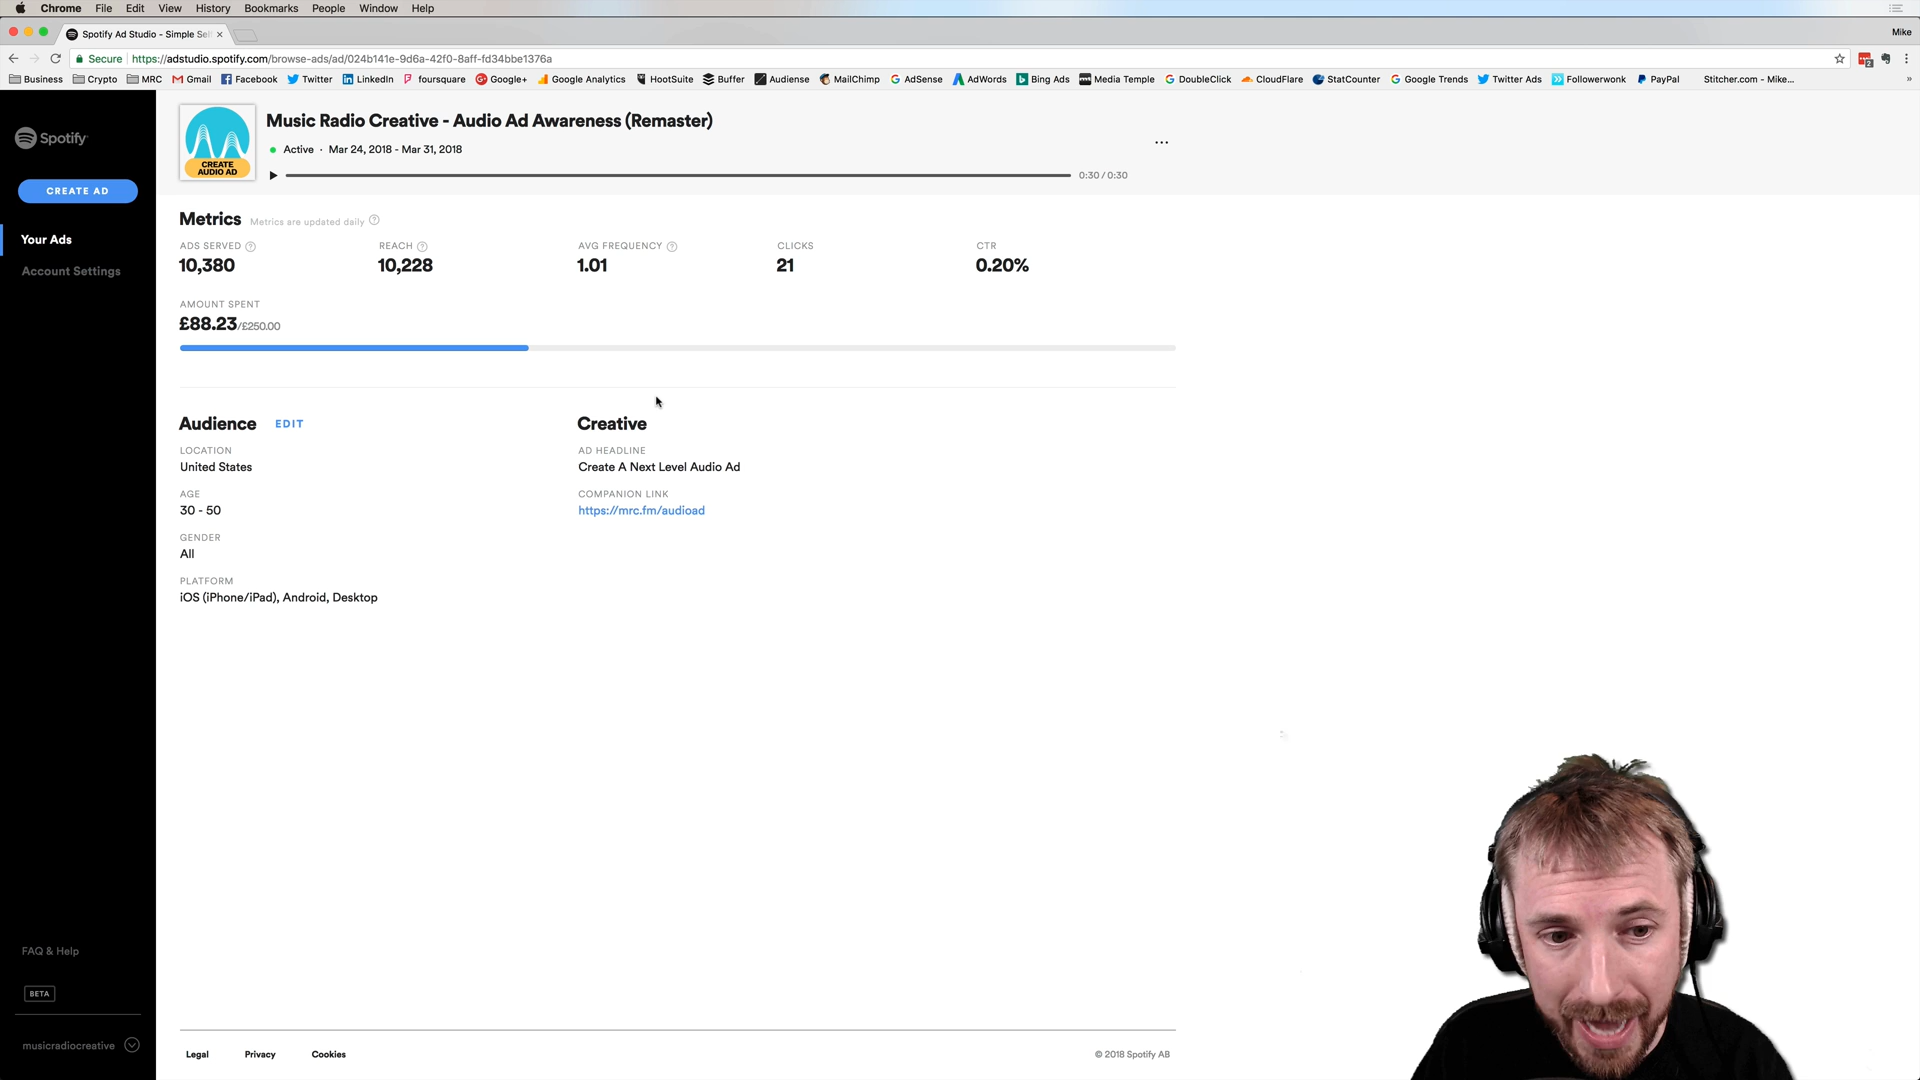 Chrome File Edit View History Bookmarks People Window Help
Spotify Ad Studio - Simple Sel
Mike
Secure https://adstudio.spotify.com/browse-ads/ad/024b141e-9d6a-42f0-8aff-fd34bbe1376a
2
Business Crypto MRC Gmail Facebook Twitter LinkedIn foursquare Google+ Google Analytics HootSuite Buffer Audiense MailChimp AdSense AdWords Bing Ads Media Temple DoubleClick CloudFlare StatCounter Google Trends Twitter Ads Followerwonk PayPal Stitcher.com - Mike... »
Spotify
CREATE AD
Your Ads
Account Settings
FAQ & Help
BETA
musicradiocreative
CREATE
AUDIO AD
Music Radio Creative - Audio Ad Awareness (Remaster)
Active · Mar 24, 2018 - Mar 31, 2018
...
0:30 / 0:30
Metrics Metrics are updated daily ?
ADS SERVED ? REACH ? AVG FREQUENCY ? CLICKS CTR
10,380 10,228 1.01 21 0.20%
AMOUNT SPENT
£88.23/£250.00
Audience EDIT
LOCATION
United States
AGE
30 - 50
GENDER
All
PLATFORM
iOS (iPhone/iPad), Android, Desktop
Creative
AD HEADLINE
Create A Next Level Audio Ad
COMPANION LINK
https://mrc.fm/audioad
Legal Privacy Cookies © 2018 Spotify AB